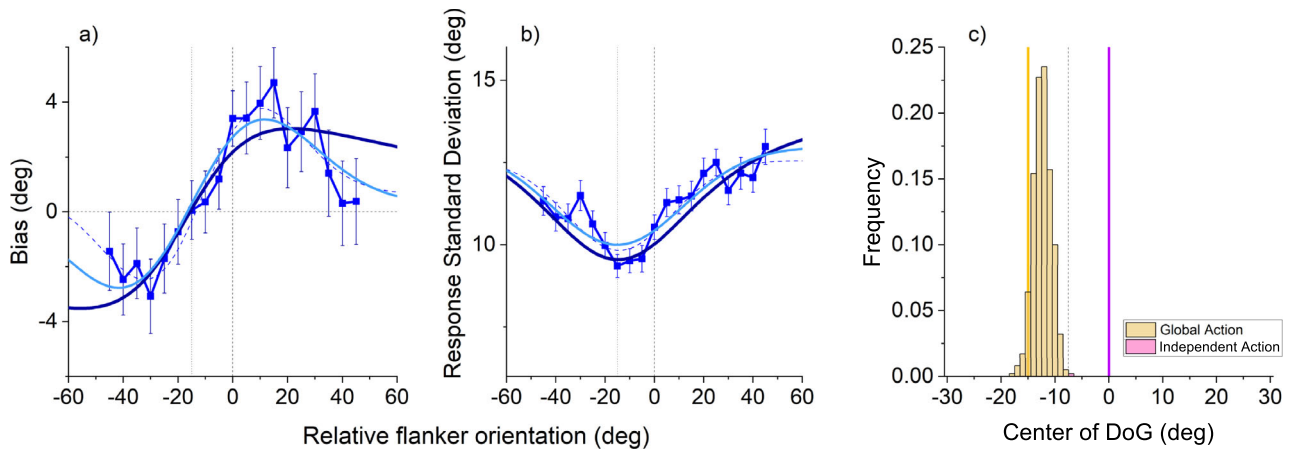 a)
Bias (deg)
4
0
-4
-60 -40 -20 0 20 40 60
b)
Response Standard Deviation (deg)
15
10
-60 -40 -20 0 20 40 60
Relative flanker orientation (deg)
c)
Frequency
0.25
0.20
0.15
0.10
0.05
0.00
Global Action
Independent Action
-30 -20 -10 0 10 20 30
Center of DoG (deg)